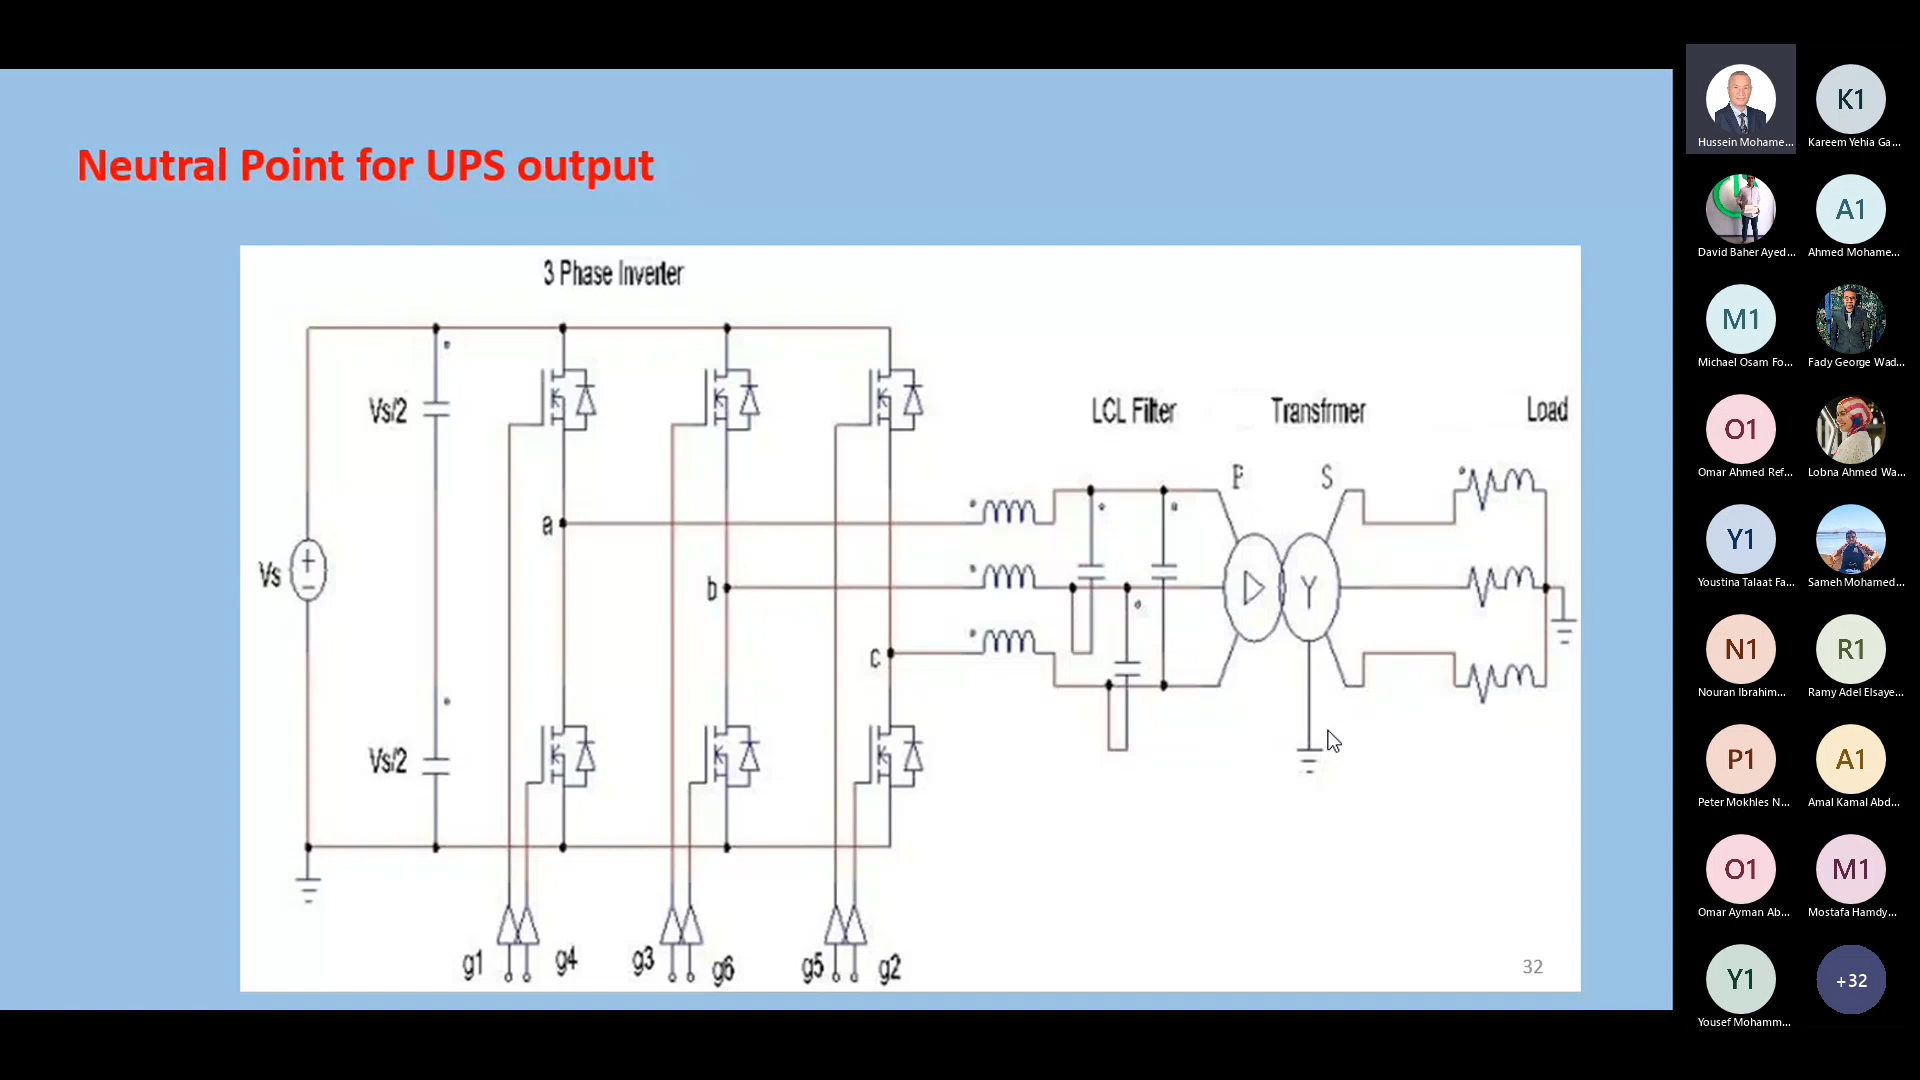 Neutral Point for UPS output
3 Phase Inverter
Vs/2
LCL Filter
Transfrmer
Load
P
S
a
Vs
+
−
b
Y
c
Vs/2
g1
g4
g3
g6
g5
g2
32
Hussein Mohame...
K1
Kareem Yehia Ga...
David Baher Ayed...
A1
Ahmed Mohame...
M1
Michael Osam Fo...
Fady George Wad...
O1
Omar Ahmed Ref...
Lobna Ahmed Wa...
Y1
Youstina Talaat Fa...
Sameh Mohamed...
N1
Nouran Ibrahim...
R1
Ramy Adel Elsaye...
P1
Peter Mokhles N...
A1
Amal Kamal Abd...
O1
Omar Ayman Ab...
M1
Mostafa Hamdy...
Y1
Yousef Mohamm...
+32